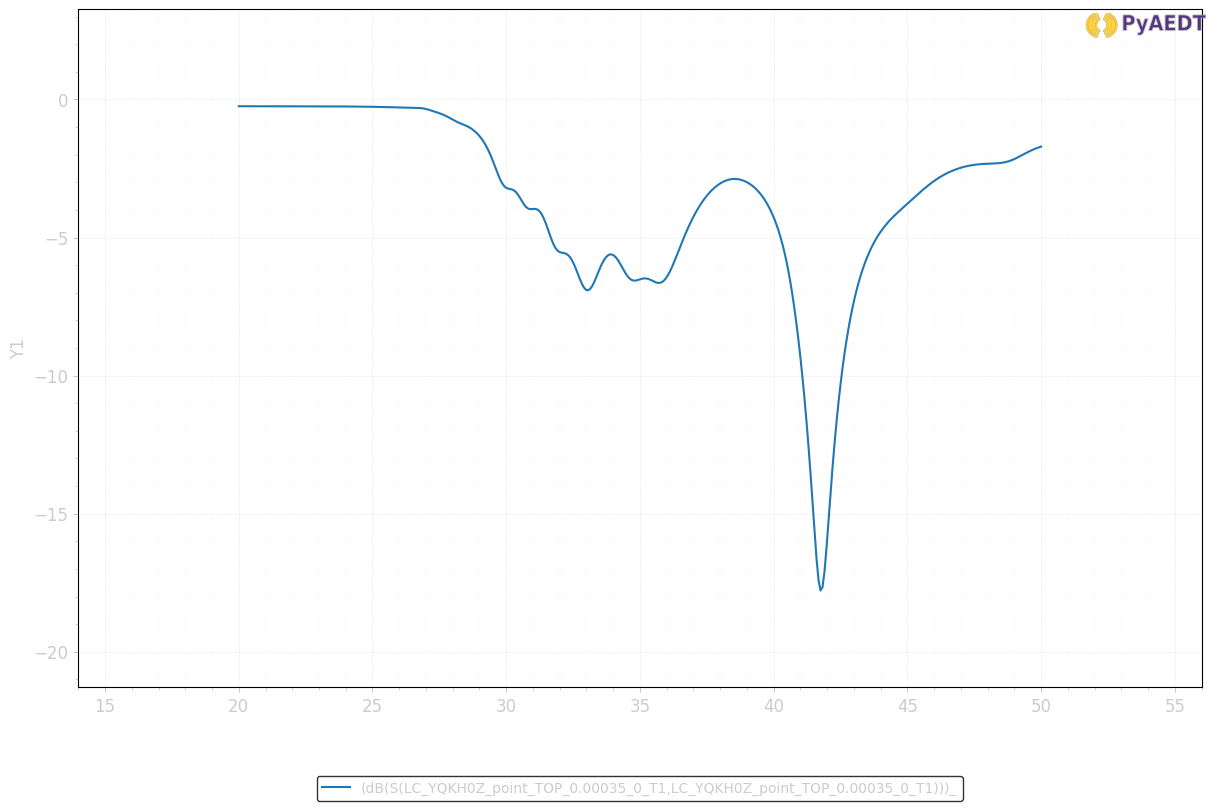 PyAEDT
0
−5
−10
−15
−20
Y1
15 20 25 30 35 40 45 50 55
(dB(S(LC_YQKH0Z_point_TOP_0.00035_0_T1,LC_YQKH0Z_point_TOP_0.00035_0_T1)))_